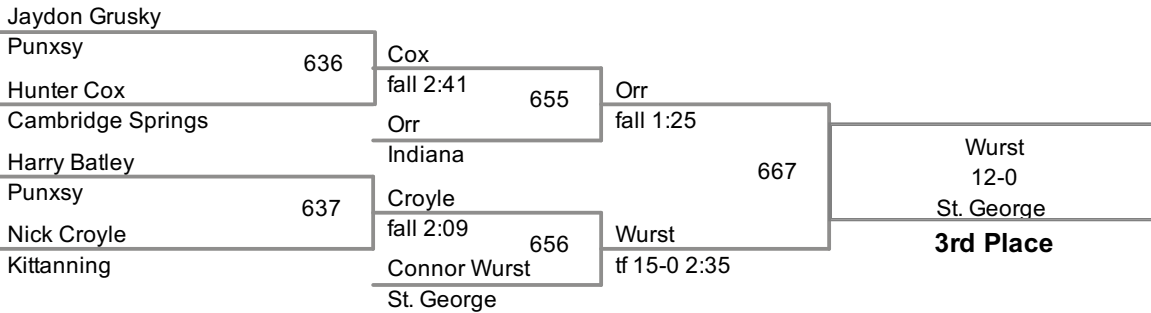 Jaydon Grusky
Punxsy
636
Hunter Cox
Cambridge Springs
Harry Batley
Punxsy
637
Nick Croyle
Kittanning
Cox
fall 2:41
655
Orr
Indiana
Croyle
fall 2:09
656
Connor Wurst
St. George
Orr
fall 1:25
667
Wurst
tf 15-0 2:35
Wurst
12-0
St. George
3rd Place